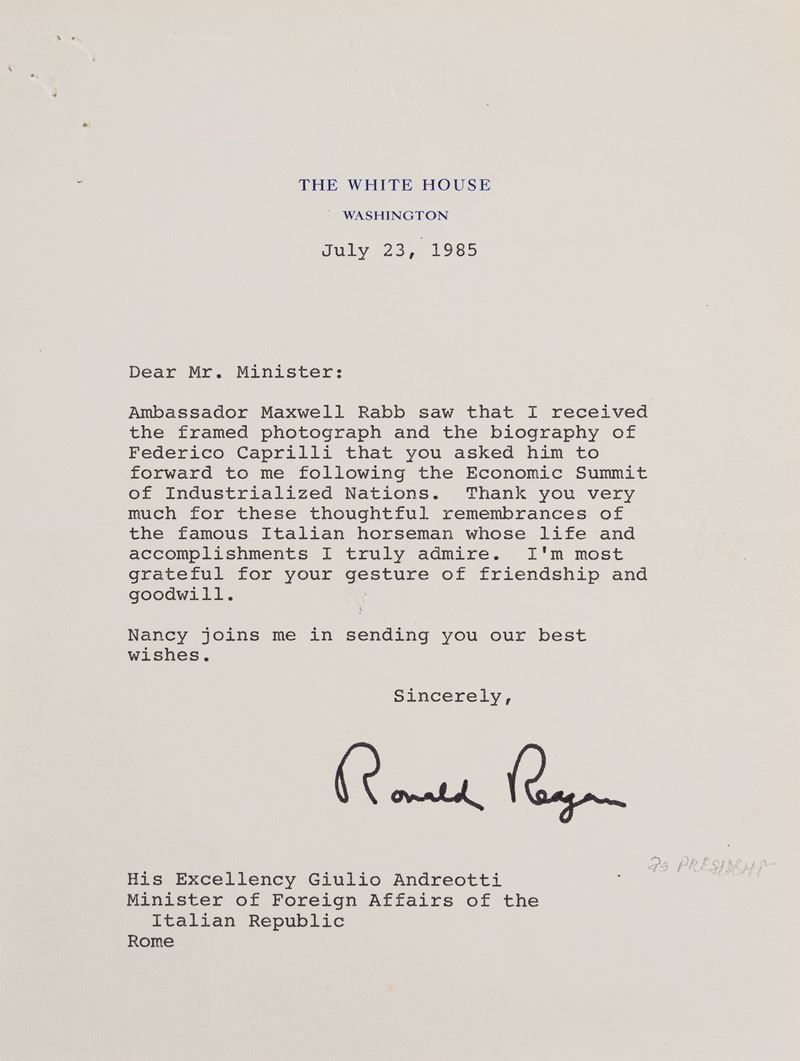 THE WHITE HOUSE
WASHINGTON
July 23, 1985
Dear Mr. Minister:
Ambassador Maxwell Rabb saw that I received
the framed photograph and the biography of
Federico Caprilli that you asked him to
forward to me following the Economic Summit
of Industrialized Nations.  Thank you very
much for these thoughtful remembrances of
the famous Italian horseman whose life and
accomplishments I truly admire.  I'm most
grateful for your gesture of friendship and
goodwill.
Nancy joins me in sending you our best
wishes.
Sincerely,
Ronald Reagan
His Excellency Giulio Andreotti
Minister of Foreign Affairs of the
Italian Republic
Rome